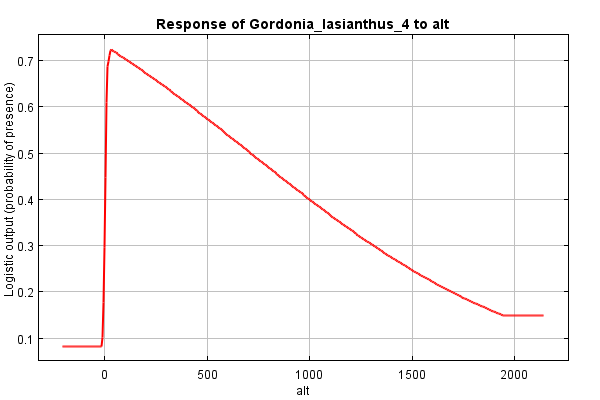 Response of Gordonia_lasianthus_4 to alt
Logistic output (probability of presence)
0.7
0.6
0.5
0.4
0.3
0.2
0.1
0 500 1000 1500 2000
alt